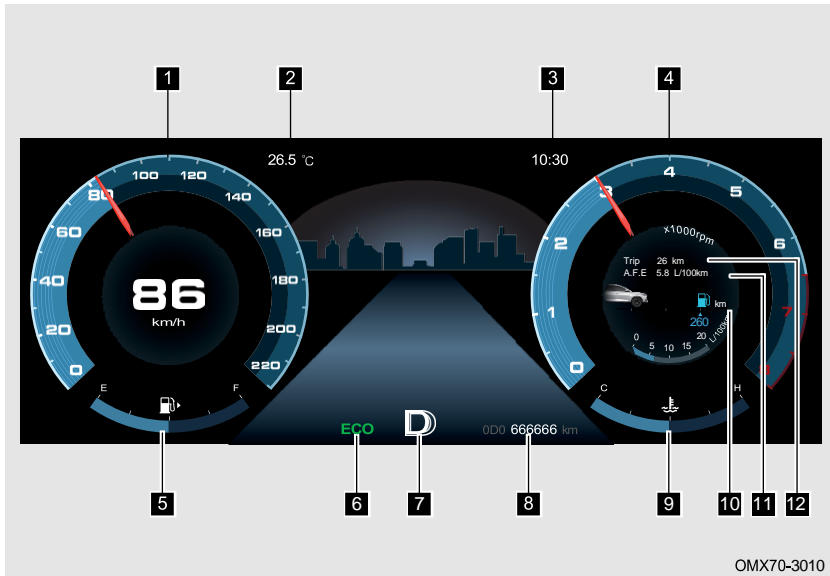 1 2 3 4
26.5 °C
10:30
0 20 40 60 80 100 120 140 160 180 200 220
86
km/h
0 1 2 3 4 5 6 7 8
x1000rpm
Trip 26 km
A.F.E 5.8 L/100km
km
260
0 5 10 15 20
L/100km
E F
C H
ECO
D
0D0 666666 km
5 6 7 8 9 10 11 12
OMX70-3010